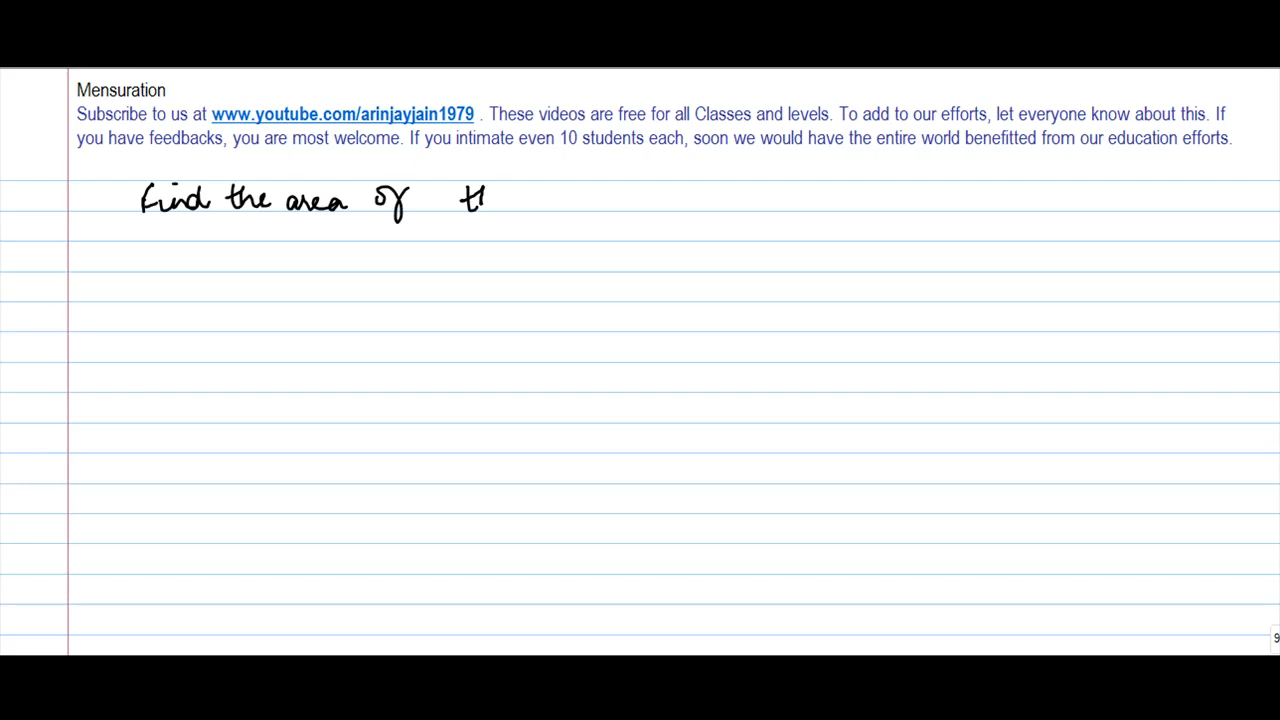 Mensuration
Subscribe to us at www.youtube.com/arinjayjain1979 . These videos are free for all Classes and levels. To add to our efforts, let everyone know about this. If
you have feedbacks, you are most welcome. If you intimate even 10 students each, soon we would have the entire world benefitted from our education efforts.
Find the area of th
9